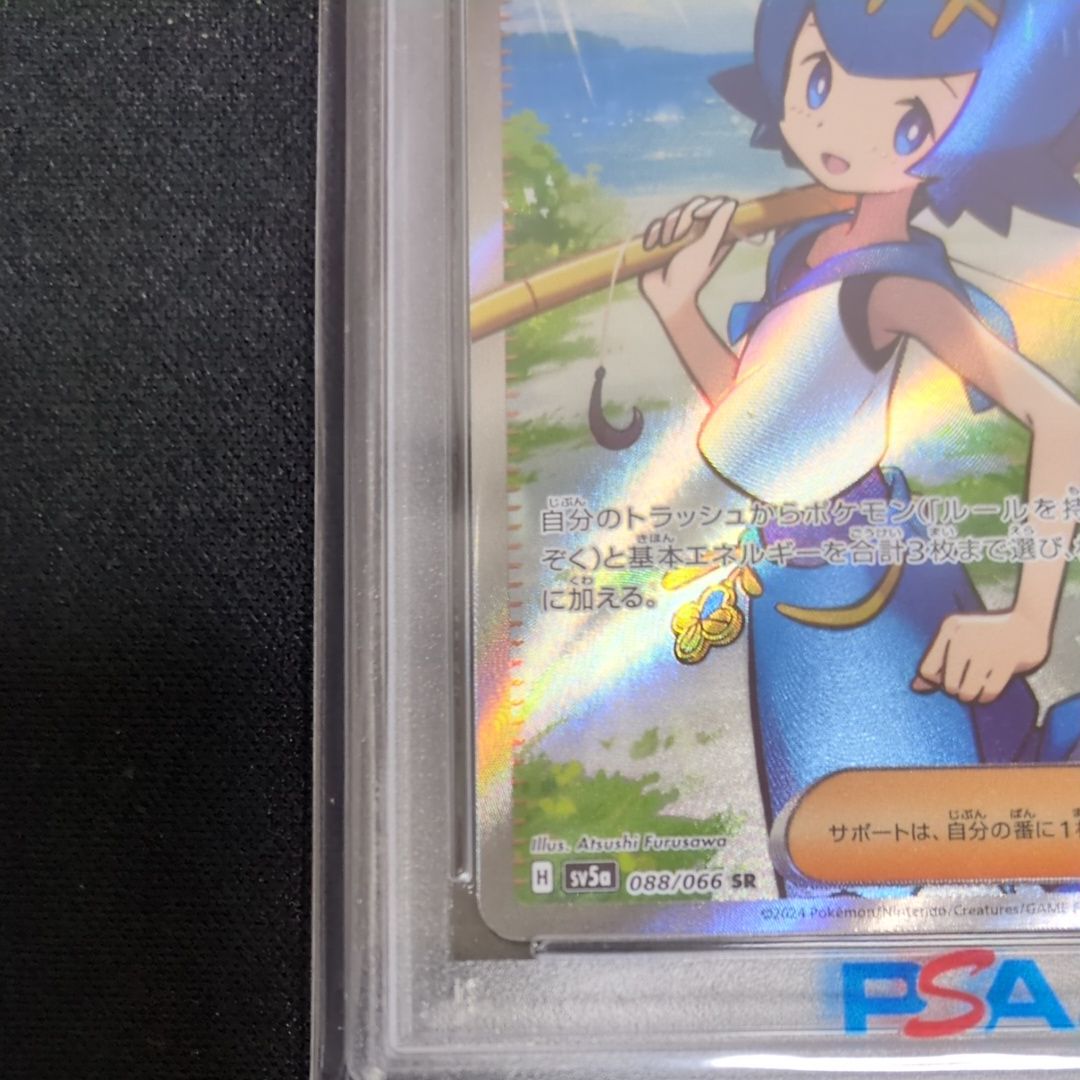 自分のトラッシュからポケモン(「ルールを持
ぞく)と基本エネルギーを合計3枚まで選び、
に加える。
サポートは、自分の番に1
Illus. Atsushi Furusawa
H sv5a 088/066 SR
©2024 Pokémon/Nintendo/Creatures/GAME F
PSA